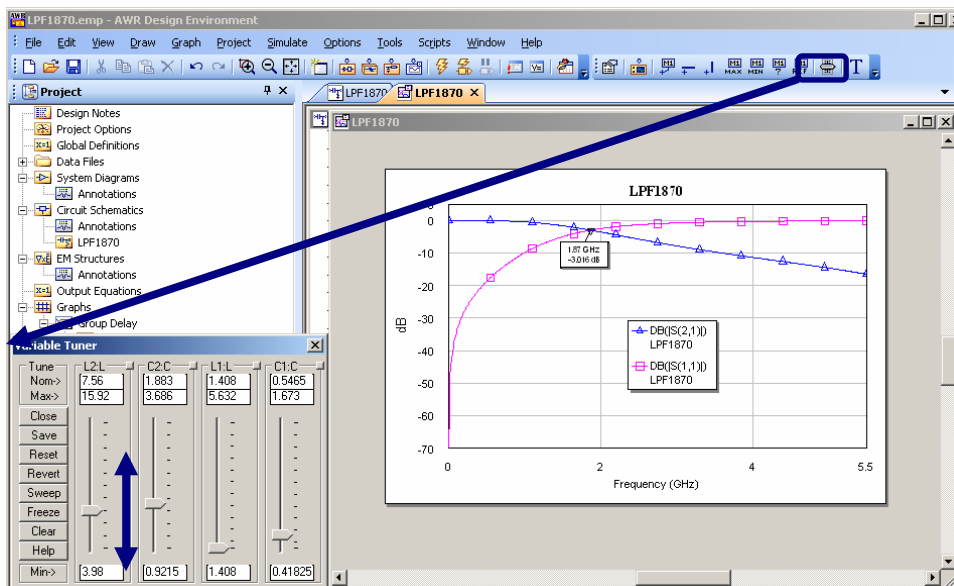 LPF1870.emp - AWR Design Environment
File Edit View Draw Graph Project Simulate Options Tools Scripts Window Help
Project
LPF1870 LPF1870
Design Notes
Project Options
Global Definitions
Data Files
System Diagrams
Annotations
Circuit Schematics
Annotations
LPF1870
EM Structures
Annotations
Output Equations
Graphs
Group Delay
LPF1870
LPF1870
0
-10
-20
-30
-40
-50
-60
-70
dB
0 2 4 5.5
Frequency (GHz)
1.87 GHz
-3.016 dB
DB(|S(2,1)|)
LPF1870
DB(|S(1,1)|)
LPF1870
Variable Tuner
Tune L2:L C2:C L1:L C1:C
Nom-> 7.56 1.883 1.408 0.5465
Max-> 15.92 3.686 5.632 1.673
Close
Save
Reset
Revert
Sweep
Freeze
Clear
Help
Min-> 3.98 0.9215 1.408 0.41825